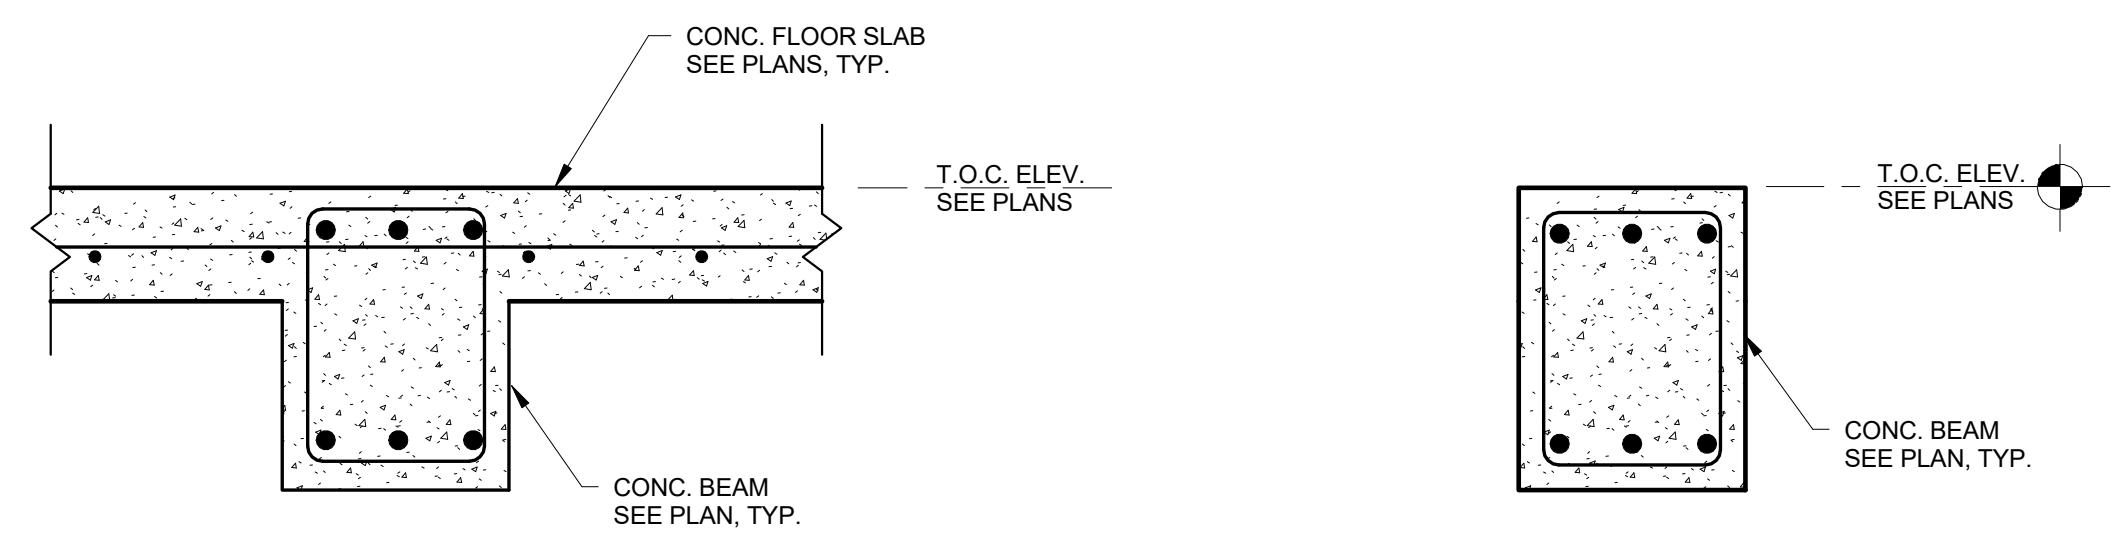 CONC. FLOOR SLAB
SEE PLANS, TYP.
T.O.C. ELEV.
SEE PLANS
CONC. BEAM
SEE PLAN, TYP.
T.O.C. ELEV.
SEE PLANS
CONC. BEAM
SEE PLAN, TYP.